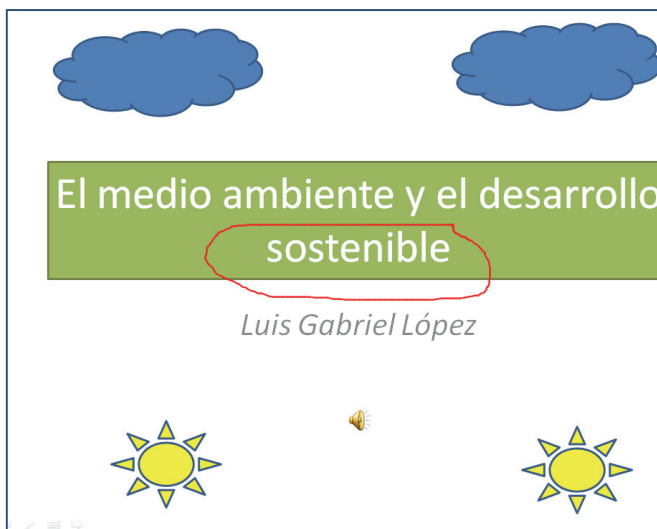 El medio ambiente y el desarrollo
sostenible
Luis Gabriel López